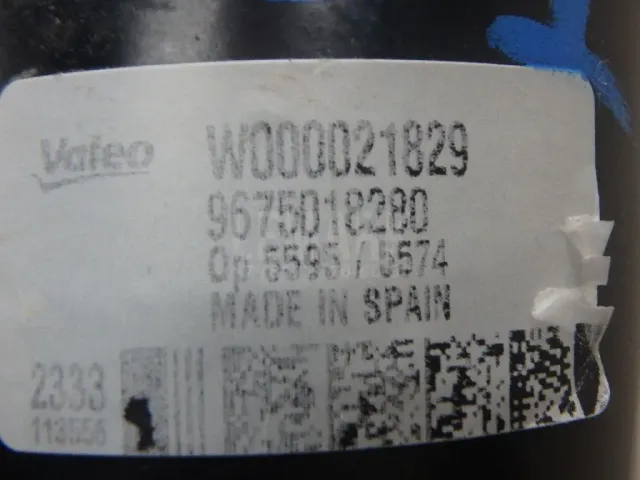 Valeo
W000021829
9675018280
Op 5595 / 5574
MADE IN SPAIN
2333
113556